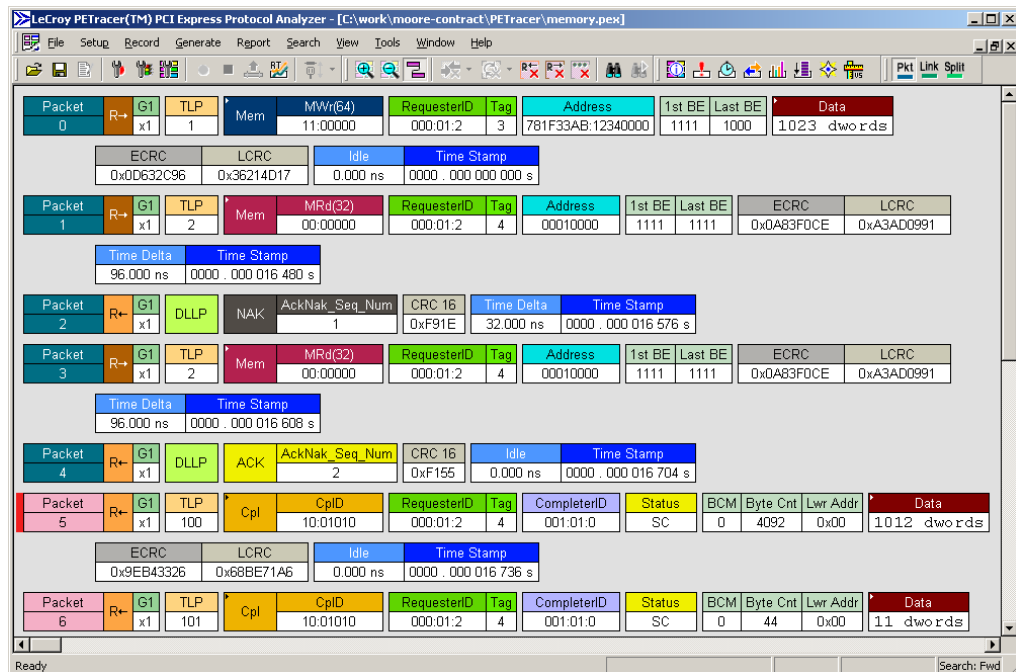 LeCroy PETracer(TM) PCI Express Protocol Analyzer - [C:\work\moore-contract\PETracer\memory.pex]
File Setup Record Generate Report Search View Tools Window Help
Pkt Link Split
Packet R→ G1 TLP Mem MWr(64) RequesterID Tag Address 1st BE Last BE Data
0 x1 1 11:00000 000:01:2 3 781F33AB:12340000 1111 1000 1023 dwords
ECRC LCRC Idle Time Stamp
0x0D632C96 0x36214D17 0.000 ns 0000 . 000 000 000 s
Packet R→ G1 TLP Mem MRd(32) RequesterID Tag Address 1st BE Last BE ECRC LCRC
1 x1 2 00:00000 000:01:2 4 00010000 1111 1111 0x0A83F0CE 0xA3AD0991
Time Delta Time Stamp
96.000 ns 0000 . 000 016 480 s
Packet R← G1 DLLP NAK AckNak_Seq_Num CRC 16 Time Delta Time Stamp
2 x1 1 0xF91E 32.000 ns 0000 . 000 016 576 s
Packet R→ G1 TLP Mem MRd(32) RequesterID Tag Address 1st BE Last BE ECRC LCRC
3 x1 2 00:00000 000:01:2 4 00010000 1111 1111 0x0A83F0CE 0xA3AD0991
Time Delta Time Stamp
96.000 ns 0000 . 000 016 608 s
Packet R← G1 DLLP ACK AckNak_Seq_Num CRC 16 Idle Time Stamp
4 x1 2 0xF155 0.000 ns 0000 . 000 016 704 s
Packet R← G1 TLP Cpl CplD RequesterID Tag CompleterID Status BCM Byte Cnt Lwr Addr Data
5 x1 100 10:01010 000:01:2 4 001:01:0 SC 0 4092 0x00 1012 dwords
ECRC LCRC Idle Time Stamp
0x9EB43326 0x68BE71A6 0.000 ns 0000 . 000 016 736 s
Packet R← G1 TLP Cpl CplD RequesterID Tag CompleterID Status BCM Byte Cnt Lwr Addr Data
6 x1 101 10:01010 000:01:2 4 001:01:0 SC 0 44 0x00 11 dwords
Ready Search: Fwd